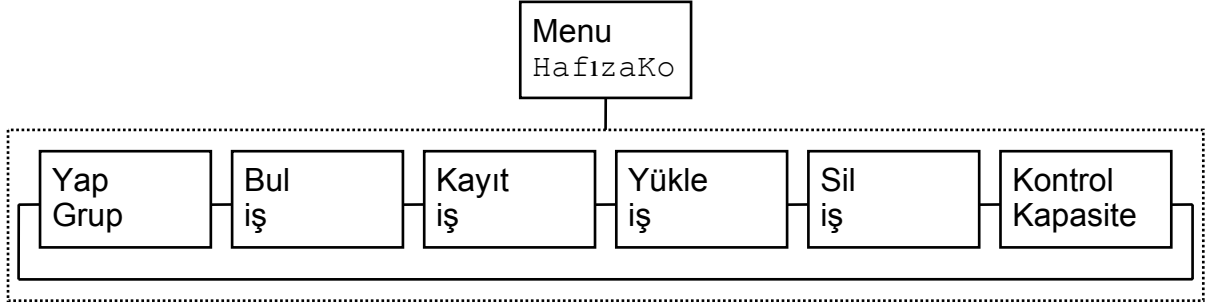 Menu
HafızaKo
Yap
Grup
Bul
iş
Kayıt
iş
Yükle
iş
Sil
iş
Kontrol
Kapasite